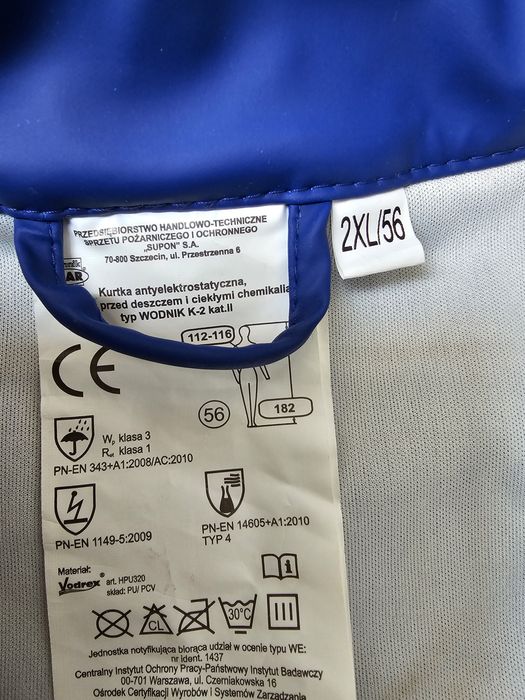 PRZEDSIĘBIORSTWO HANDLOWO-TECHNICZNE
SPRZĘTU POŻARNICZEGO I OCHRONNEGO
„SUPON" S.A.
70-800 Szczecin, ul. Przestrzenna 6
2XL/56
AR
Kurtka antyelektrostatyczna,
przed deszczem i ciekłymi chemikalia
typ WODNIK K-2 kat.II
112-116
CE
56
182
Wp klasa 3
Ret klasa 1
PN-EN 343+A1:2008/AC:2010
PN-EN 1149-5:2009
PN-EN 14605+A1:2010
TYP 4
Materiał:
Vodrex® art. HPU320
skład: PU/ PCV
CL
30°C
Jednostka notyfikująca biorąca udział w ocenie typu WE:
nr ident. 1437
Centralny Instytut Ochrony Pracy-Państwowy Instytut Badawczy
00-701 Warszawa, ul. Czerniakowska 16
Ośrodek Certyfikacji Wyrobów i Systemów Zarządzania